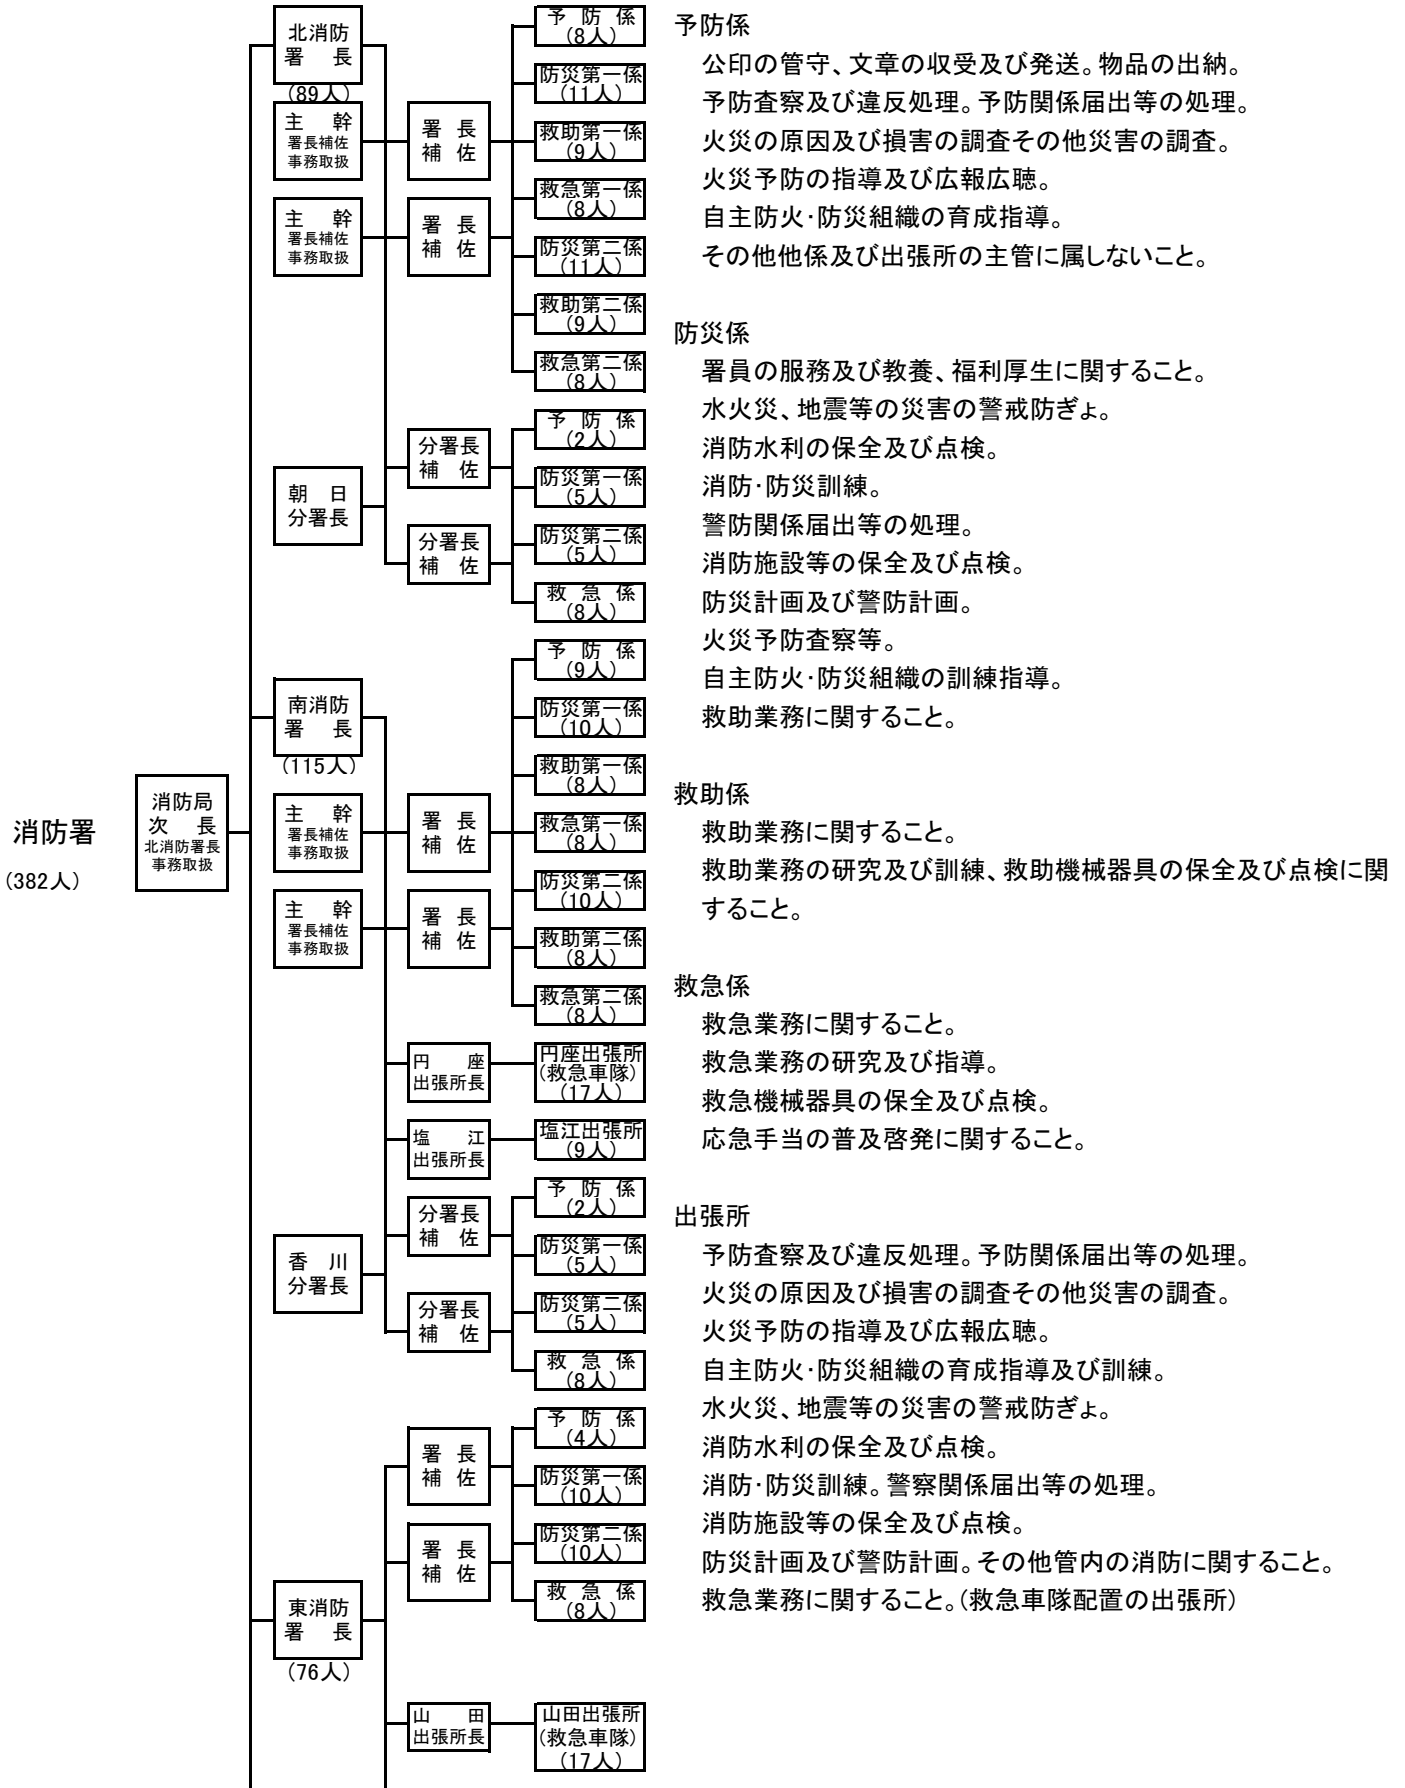 消防署
(382人)
消防局
次長
北消防署長
事務取扱
北消防
署長
(89人)
主幹
署長補佐
事務取扱
主幹
署長補佐
事務取扱
署長
補佐
署長
補佐
予防係
(8人)
防災第一係
(11人)
救助第一係
(9人)
救急第一係
(8人)
防災第二係
(11人)
救助第二係
(9人)
救急第二係
(8人)
朝日
分署長
分署長
補佐
分署長
補佐
予防係
(2人)
防災第一係
(5人)
防災第二係
(5人)
救急係
(8人)
南消防
署長
(115人)
主幹
署長補佐
事務取扱
主幹
署長補佐
事務取扱
署長
補佐
署長
補佐
予防係
(9人)
防災第一係
(10人)
救助第一係
(8人)
救急第一係
(8人)
防災第二係
(10人)
救助第二係
(8人)
救急第二係
(8人)
円座
出張所長
円座出張所
(救急車隊)
(17人)
塩江
出張所長
塩江出張所
(9人)
香川
分署長
分署長
補佐
分署長
補佐
予防係
(2人)
防災第一係
(5人)
防災第二係
(5人)
救急係
(8人)
東消防
署長
(76人)
署長
補佐
署長
補佐
予防係
(4人)
防災第一係
(10人)
防災第二係
(10人)
救急係
(8人)
山田
出張所長
山田出張所
(救急車隊)
(17人)
予防係
公印の管守、文章の収受及び発送。物品の出納。
予防査察及び違反処理。予防関係届出等の処理。
火災の原因及び損害の調査その他災害の調査。
火災予防の指導及び広報広聴。
自主防火・防災組織の育成指導。
その他他係及び出張所の主管に属しないこと。
防災係
署員の服務及び教養、福利厚生に関すること。
水火災、地震等の災害の警戒防ぎょ。
消防水利の保全及び点検。
消防・防災訓練。
警防関係届出等の処理。
消防施設等の保全及び点検。
防災計画及び警防計画。
火災予防査察等。
自主防火・防災組織の訓練指導。
救助業務に関すること。
救助係
救助業務に関すること。
救助業務の研究及び訓練、救助機械器具の保全及び点検に関
すること。
救急係
救急業務に関すること。
救急業務の研究及び指導。
救急機械器具の保全及び点検。
応急手当の普及啓発に関すること。
出張所
予防査察及び違反処理。予防関係届出等の処理。
火災の原因及び損害の調査その他災害の調査。
火災予防の指導及び広報広聴。
自主防火・防災組織の育成指導及び訓練。
水火災、地震等の災害の警戒防ぎょ。
消防水利の保全及び点検。
消防・防災訓練。警察関係届出等の処理。
消防施設等の保全及び点検。
防災計画及び警防計画。その他管内の消防に関すること。
救急業務に関すること。(救急車隊配置の出張所)